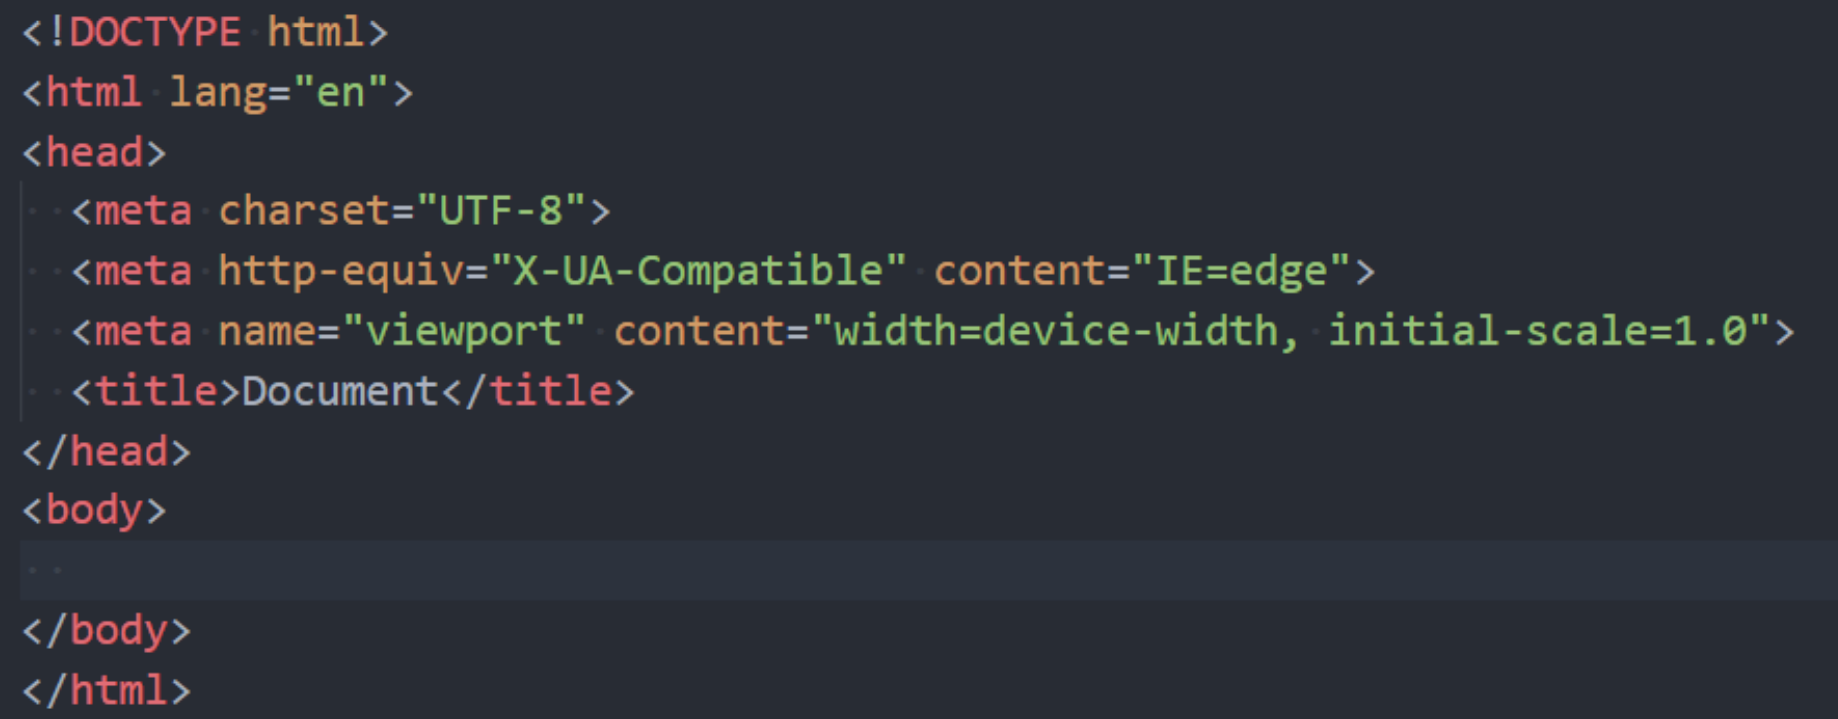 <!DOCTYPE html>
<html lang="en">
<head>
  <meta charset="UTF-8">
  <meta http-equiv="X-UA-Compatible" content="IE=edge">
  <meta name="viewport" content="width=device-width, initial-scale=1.0">
  <title>Document</title>
</head>
<body>
  
</body>
</html>